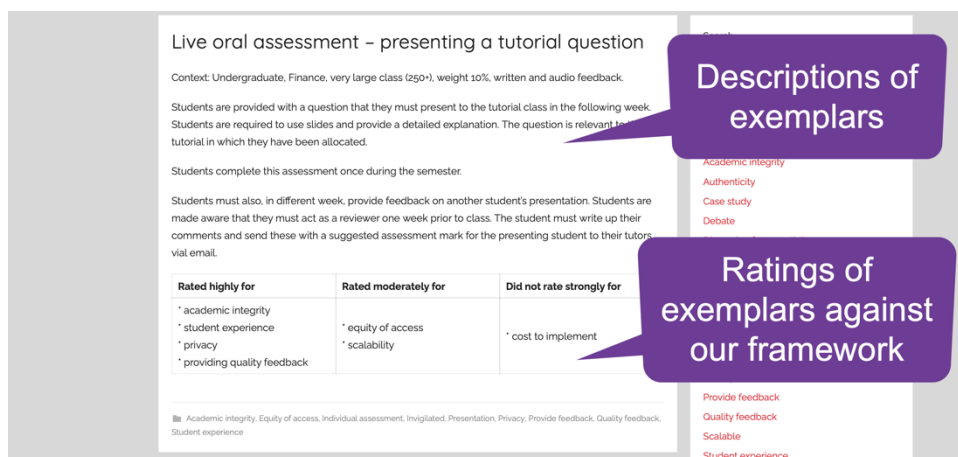 Live oral assessment – presenting a tutorial question
Context: Undergraduate, Finance, very large class (250+), weight 10%, written and audio feedback.
Students are provided with a question that they must present to the tutorial class in the following week.
Students are required to use slides and provide a detailed explanation. The question is relevant to
tutorial in which they have been allocated.
Students complete this assessment once during the semester.
Students must also, in different week, provide feedback on another student's presentation. Students are
made aware that they must act as a reviewer one week prior to class. The student must write up their
comments and send these with a suggested assessment mark for the presenting student to their tutors
vial email.
Rated highly for
* academic integrity
* student experience
* privacy
* providing quality feedback
Rated moderately for
* equity of access
* scalability
Did not rate strongly for
* cost to implement
Academic integrity, Equity of access, Individual assessment, Invigilated, Presentation, Privacy, Provide feedback, Quality feedback,
Student experience
Descriptions of
exemplars
Academic integrity
Authenticity
Case study
Debate
Ratings of
exemplars against
our framework
Provide feedback
Quality feedback
Scalable
Student experience